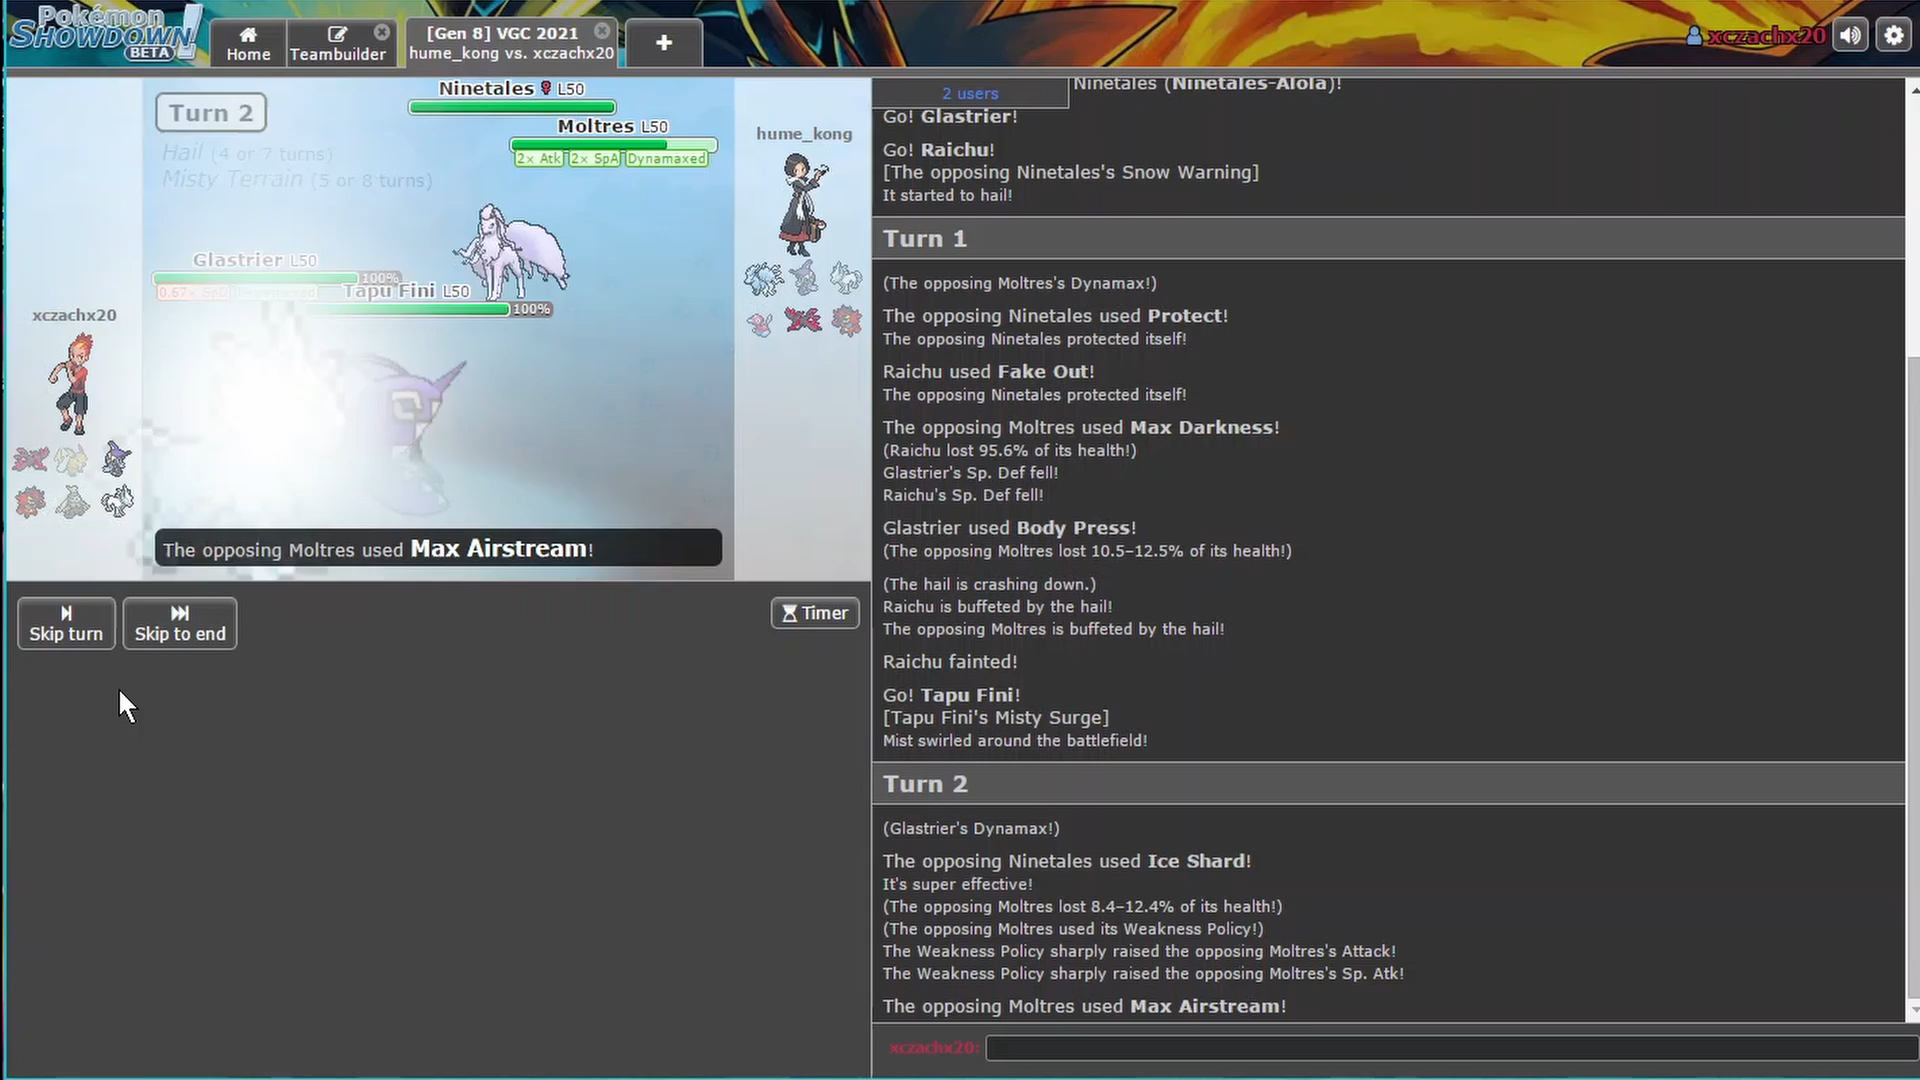 Pokémon
SHOWDOWN!
BETA
Home
Teambuilder
[Gen 8] VGC 2021
hume_kong vs. xczachx20
xczachx20
Turn 2
Hail (4 or 7 turns)
Misty Terrain (5 or 8 turns)
Ninetales L50
Moltres L50
2× Atk 2× SpA Dynamaxed
Glastrier L50
100%
0.67× SpD Dynamaxed
Tapu Fini L50
100%
hume_kong
xczachx20
The opposing Moltres used Max Airstream!
Skip turn
Skip to end
Timer
2 users
Ninetales (Ninetales-Alola)!
Go! Glastrier!
Go! Raichu!
[The opposing Ninetales's Snow Warning]
It started to hail!
Turn 1
(The opposing Moltres's Dynamax!)
The opposing Ninetales used Protect!
The opposing Ninetales protected itself!
Raichu used Fake Out!
The opposing Ninetales protected itself!
The opposing Moltres used Max Darkness!
(Raichu lost 95.6% of its health!)
Glastrier's Sp. Def fell!
Raichu's Sp. Def fell!
Glastrier used Body Press!
(The opposing Moltres lost 10.5–12.5% of its health!)
(The hail is crashing down.)
Raichu is buffeted by the hail!
The opposing Moltres is buffeted by the hail!
Raichu fainted!
Go! Tapu Fini!
[Tapu Fini's Misty Surge]
Mist swirled around the battlefield!
Turn 2
(Glastrier's Dynamax!)
The opposing Ninetales used Ice Shard!
It's super effective!
(The opposing Moltres lost 8.4–12.4% of its health!)
(The opposing Moltres used its Weakness Policy!)
The Weakness Policy sharply raised the opposing Moltres's Attack!
The Weakness Policy sharply raised the opposing Moltres's Sp. Atk!
The opposing Moltres used Max Airstream!
xczachx20: